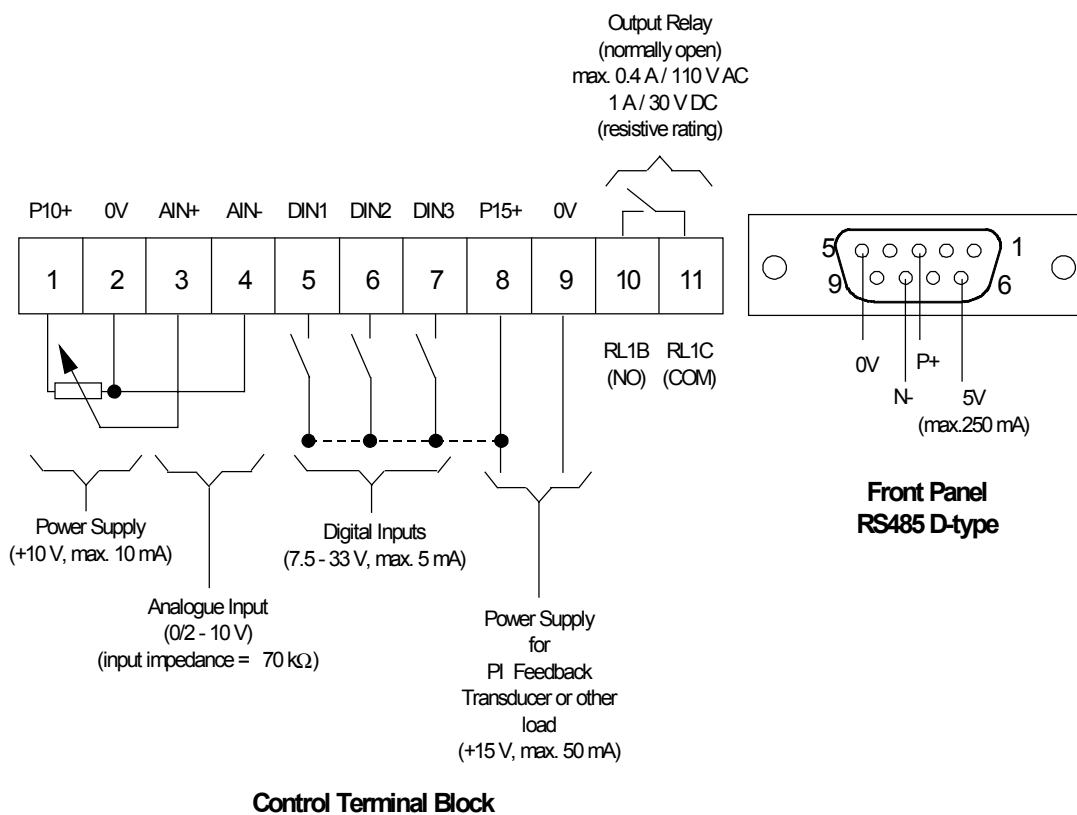 Output Relay
(normally open)
max. 0.4 A / 110 V AC
1 A / 30 V DC
(resistive rating)
P10+ 0V AIN+ AIN- DIN1 DIN2 DIN3 P15+ 0V
1 2 3 4 5 6 7 8 9 10 11
RL1B RL1C
(NO) (COM)
Power Supply
(+10 V, max. 10 mA)
Analogue Input
(0/2 - 10 V)
(input impedance = 70 kΩ)
Digital Inputs
(7.5 - 33 V, max. 5 mA)
Power Supply
for
PI Feedback
Transducer or other
load
(+15 V, max. 50 mA)
Control Terminal Block
5 1
9 6
0V P+
N- 5V
(max.250 mA)
Front Panel
RS485 D-type